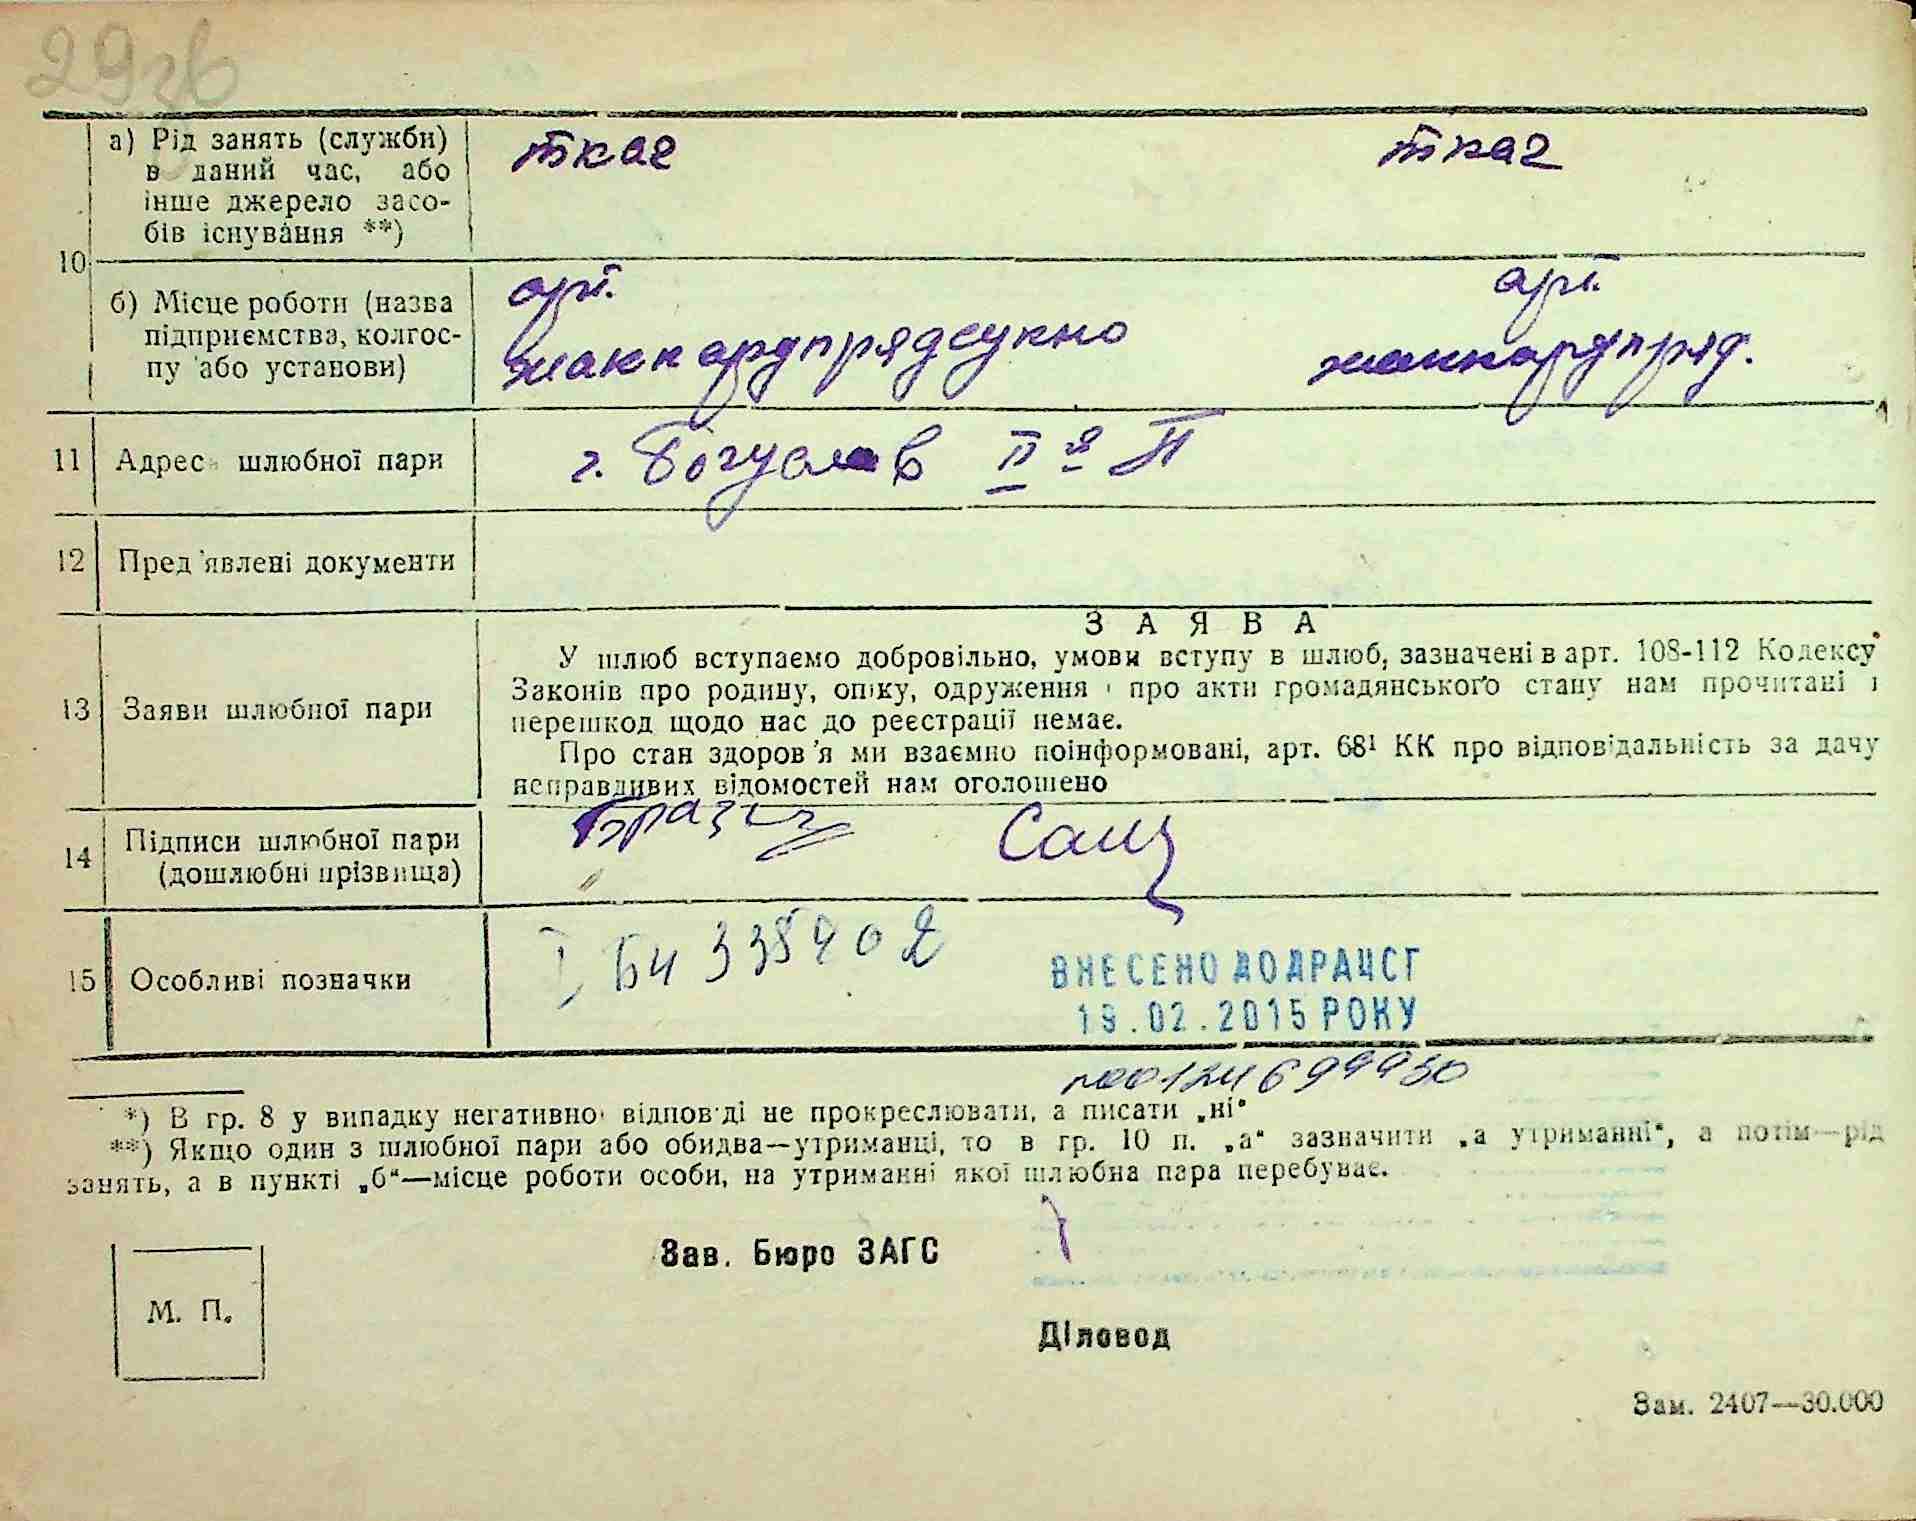 29зв
а) Рід занять (служби) в даний час, або інше джерело засобів існування **)
ткач
ткач
10
б) Місце роботи (назва підприємства, колгоспу або установи)
арт.
жаккардпрядсукно
арт.
жаккардпряд.
11 Адреса шлюбної пари
г. Богуслав
12 Пред'явлені документи
З А Я В А
13 Заяви шлюбної пари
У шлюб вступаємо добровільно, умови вступу в шлюб, зазначені в арт. 108-112 Кодексу
Законів про родину, опіку, одруження і про акти громадянського стану нам прочитані і
перешкод щодо нас до реєстрації немає.
Про стан здоров'я ми взаємно поінформовані, арт. 68¹ КК про відповідальність за дачу
неправдивих відомостей нам оголошено
14 Підписи шлюбної пари
(дошлюбні прізвища)
15 Особливі позначки
I БЧ 335902
ВНЕСЕНО ДО ДРАЦСГ
19.02.2015 РОКУ
*) В гр. 8 у випадку негативної відповіді не прокреслювати, а писати „ні“
**) Якщо один з шлюбної пари або обидва—утриманці, то в гр. 10 п. „а“ зазначити „а утриманні“, а потім—рід
занять, а в пункті „б“—місце роботи особи, на утриманні якої шлюбна пара перебуває.
Зав. Бюро ЗАГС
М. П.
Діловод
Зам. 2407—30.000